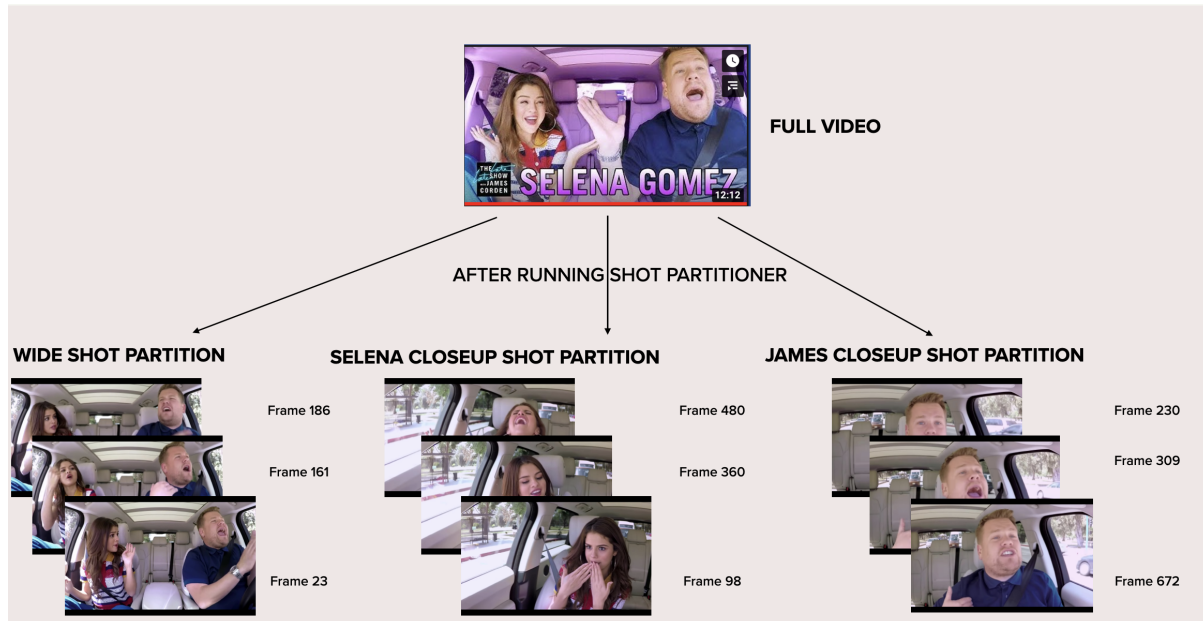 THE
Late
Late
SHOW
with JAMES
CORDEN
SELENA GOMEZ
12:12
FULL VIDEO
AFTER RUNNING SHOT PARTITIONER
WIDE SHOT PARTITION
SELENA CLOSEUP SHOT PARTITION
JAMES CLOSEUP SHOT PARTITION
Frame 186
Frame 480
Frame 230
Frame 161
Frame 360
Frame 309
Frame 23
Frame 98
Frame 672